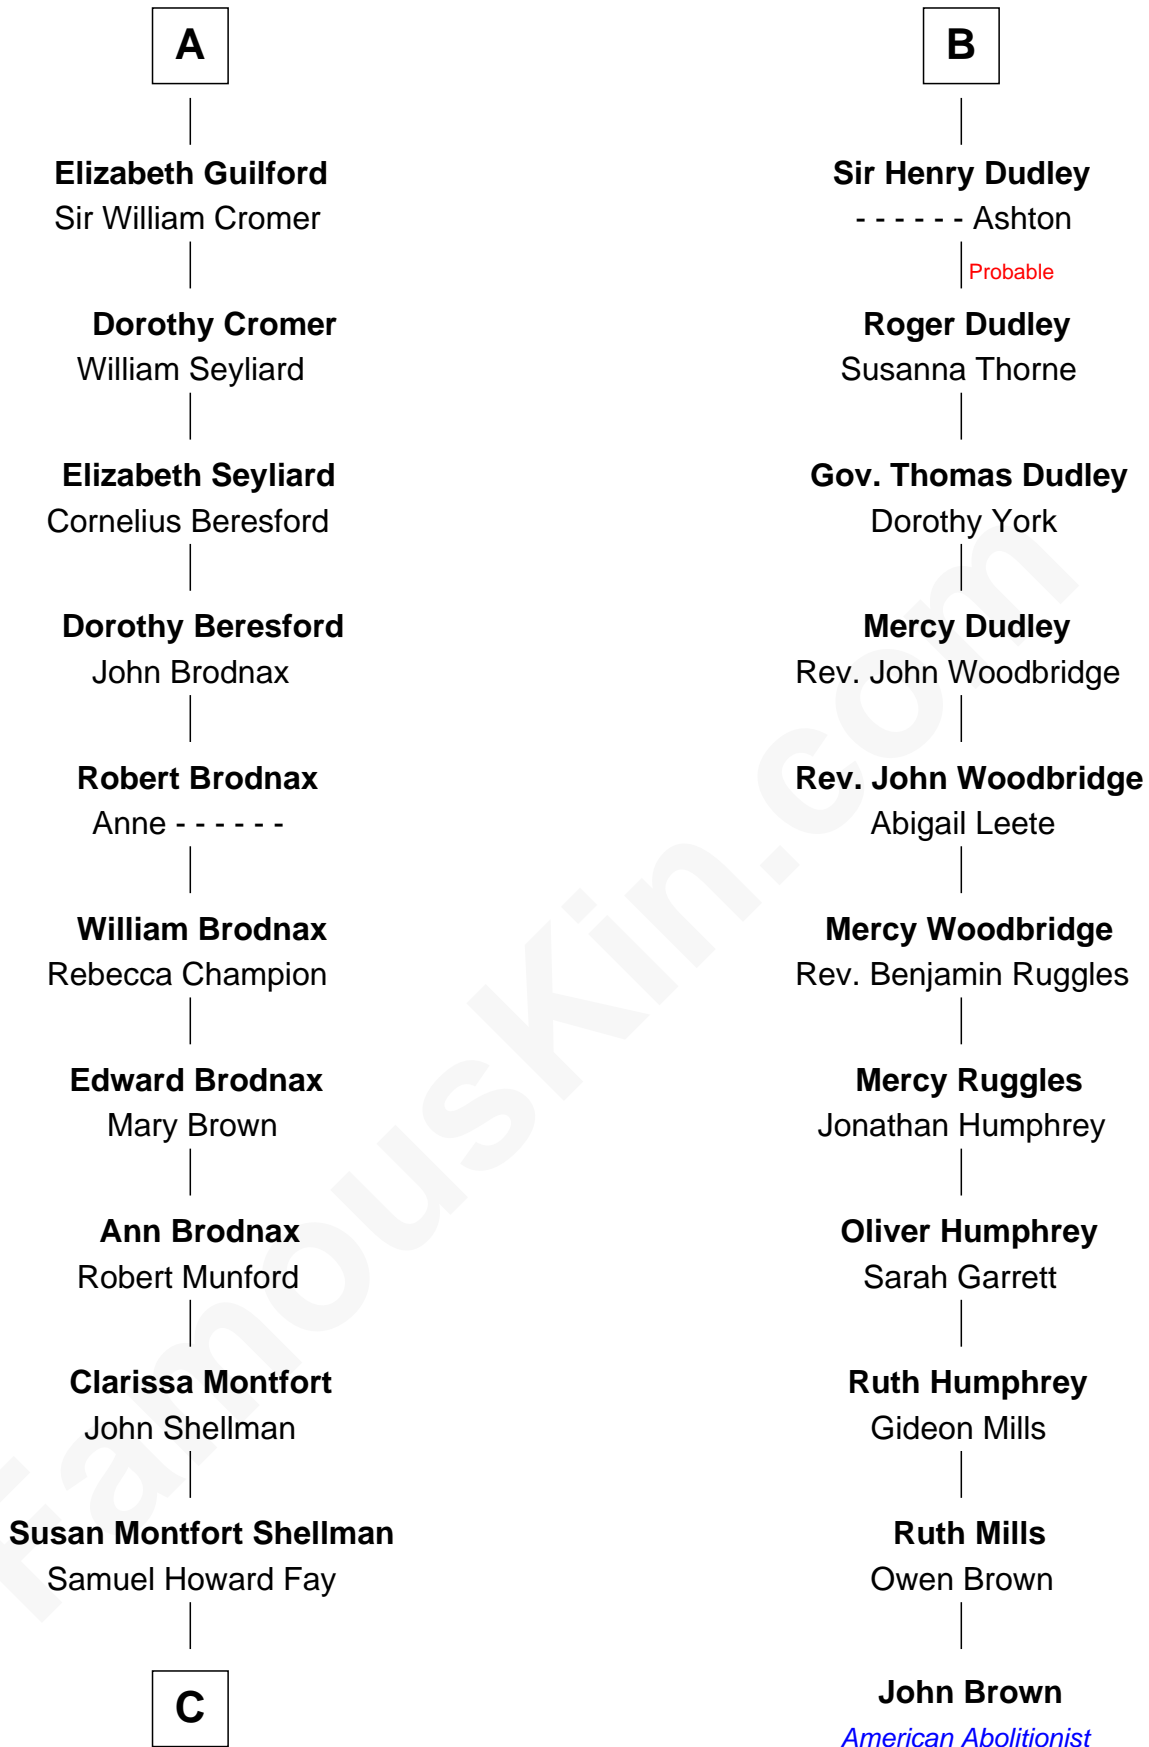 A
Elizabeth Guilford
Sir William Cromer
Dorothy Cromer
William Seyliard
Elizabeth Seyliard
Cornelius Beresford
Dorothy Beresford
John Brodnax
Robert Brodnax
Anne - - - - - -
William Brodnax
Rebecca Champion
Edward Brodnax
Mary Brown
Ann Brodnax
Robert Munford
Clarissa Montfort
John Shellman
Susan Montfort Shellman
Samuel Howard Fay
C
B
Sir Henry Dudley
- - - - - - Ashton
Probable
Roger Dudley
Susanna Thorne
Gov. Thomas Dudley
Dorothy York
Mercy Dudley
Rev. John Woodbridge
Rev. John Woodbridge
Abigail Leete
Mercy Woodbridge
Rev. Benjamin Ruggles
Mercy Ruggles
Jonathan Humphrey
Oliver Humphrey
Sarah Garrett
Ruth Humphrey
Gideon Mills
Ruth Mills
Owen Brown
John Brown
American Abolitionist
FamousKin.com